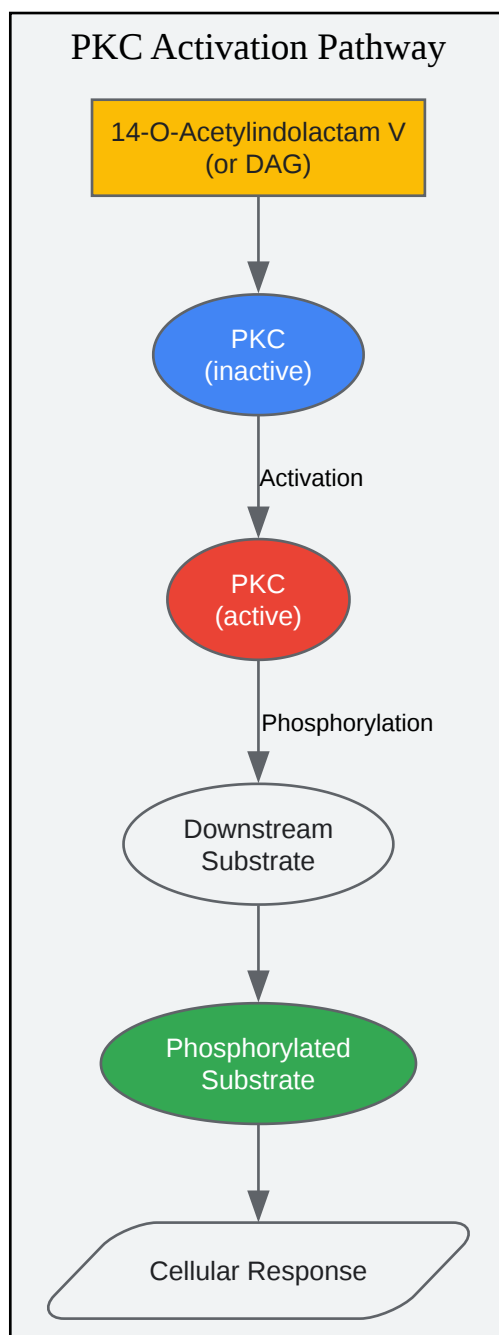 PKC Activation Pathway
14-O-Acetylindolactam V
(or DAG)
PKC
(inactive)
Activation
PKC
(active)
Phosphorylation
Downstream
Substrate
Phosphorylated
Substrate
Cellular Response